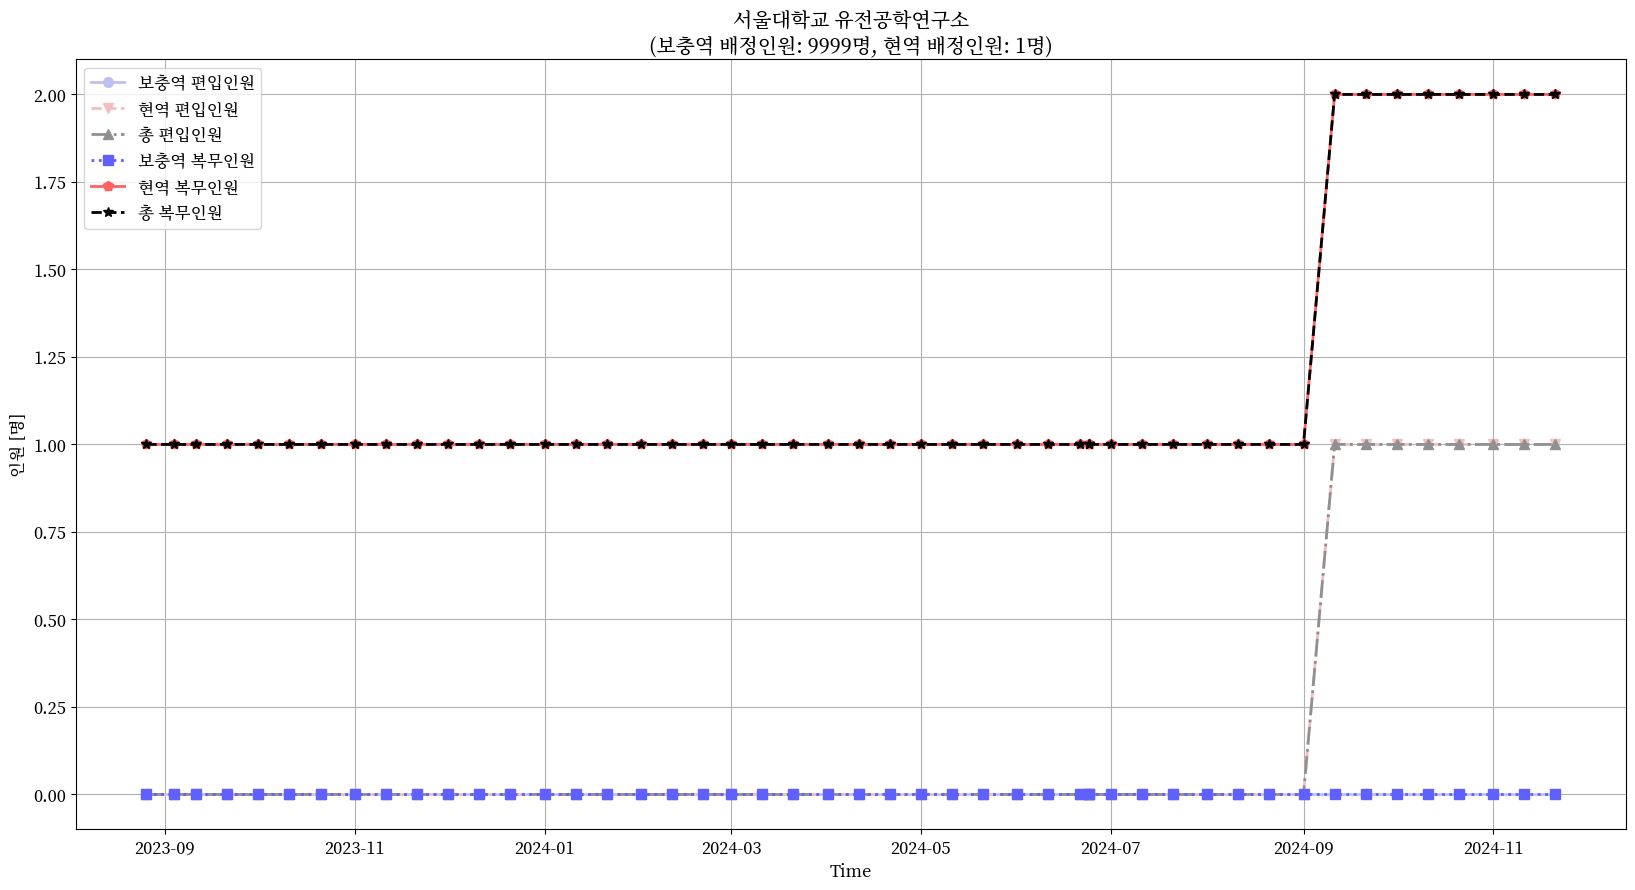 서울대학교 유전공학연구소
(보충역 배정인원: 9999명, 현역 배정인원: 1명)
보충역 편입인원
현역 편입인원
총 편입인원
보충역 복무인원
현역 복무인원
총 복무인원
2.00
1.75
1.50
1.25
1.00
0.75
0.50
0.25
0.00
인원 [명]
2023-09 2023-11 2024-01 2024-03 2024-05 2024-07 2024-09 2024-11
Time